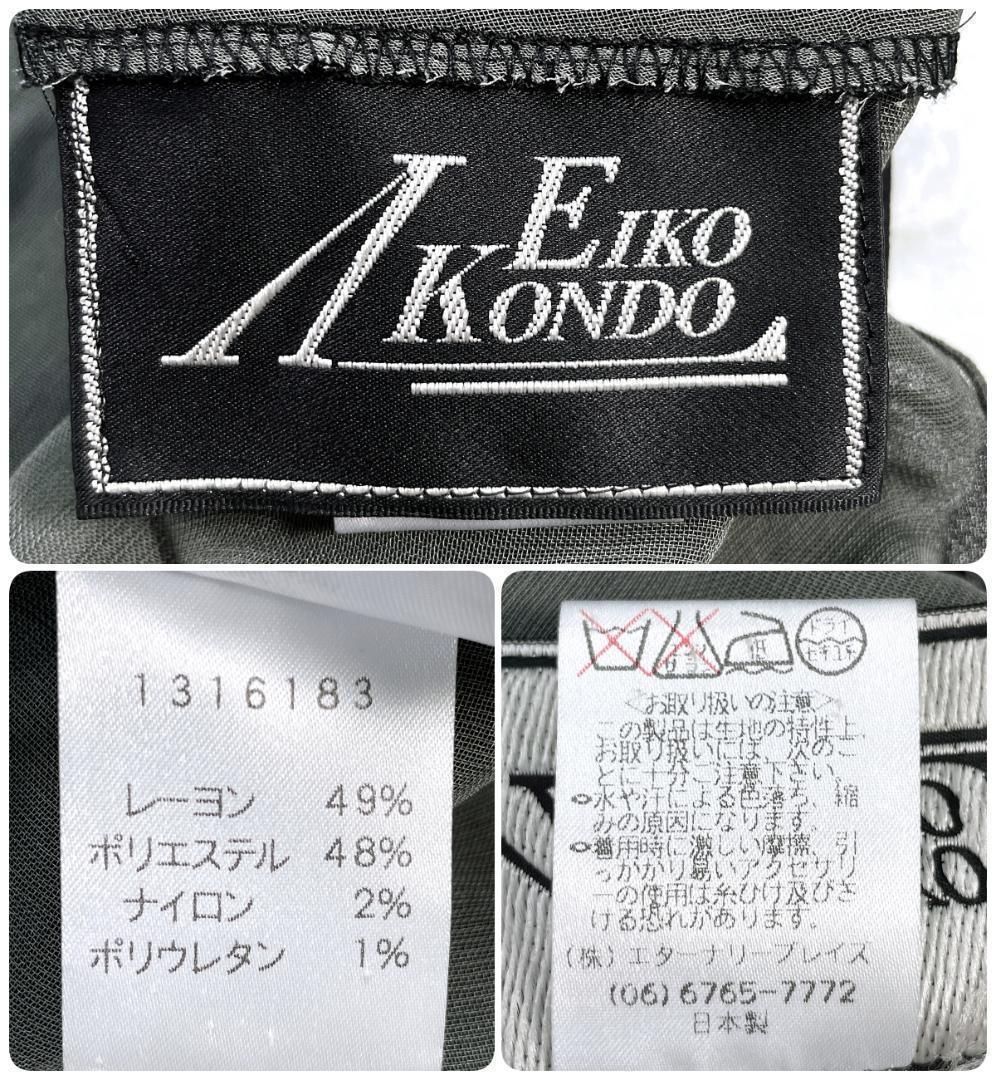 EIKO
KONDO
1316183
レーヨン 49%
ポリエステル 48%
ナイロン 2%
ポリウレタン 1%
エンソサラシ
低
ドライ
セキユ系
<お取り扱いの注意>
この製品は生地の特性上、
お取り扱いには、次のこ
とに十分ご注意下さい。
水や汗による色落ち、縮
みの原因になります。
着用時に激しい摩擦、引
っかかり易いアクセサリ
ーの使用は糸ひけ及びさ
ける恐れがあります。
(株)エターナリープレイス
(06)6765-7772
日本製